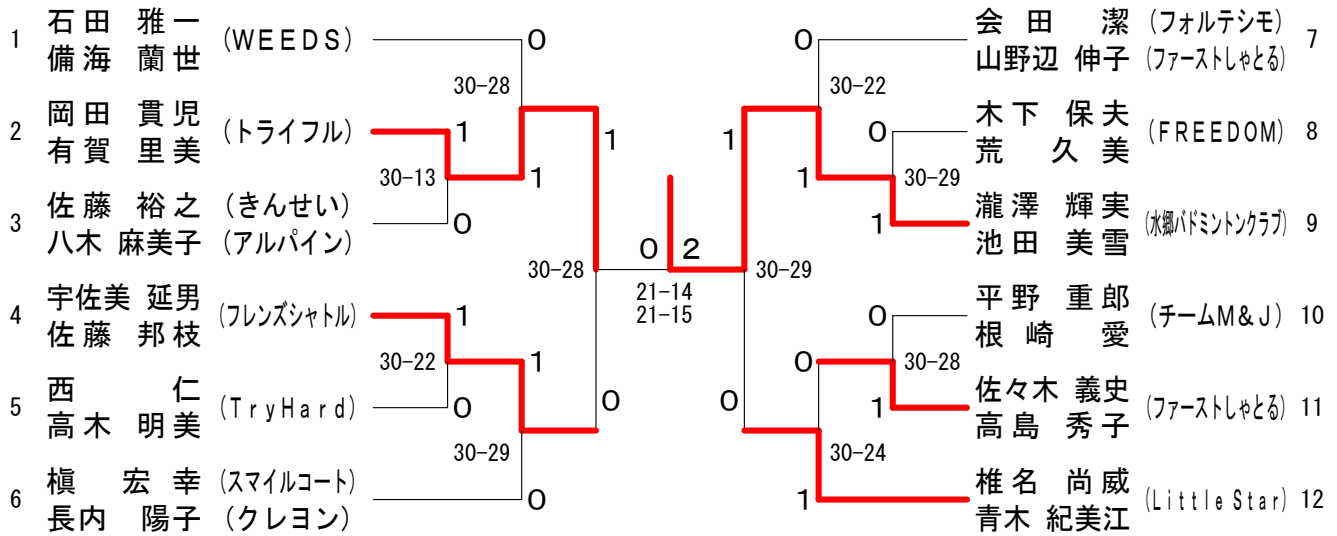 1 石田 雅一 (WEEDS) 0
備海 蘭世
30-28
2 岡田 貫児 (トライフル) 1
有賀 里美
30-13 1
3 佐藤 裕之 (きんせい) 0
八木 麻美子 (アルパイン)
1
30-28
4 宇佐美 延男 (フレンズシャトル) 1
佐藤 邦枝
30-22 1
5 西 仁 (TryHard) 0
高木 明美
0
30-29
6 槇 宏幸 (スマイルコート) 0
長内 陽子 (クレヨン)
0 2
21-14
21-15
0 会田 潔 (フォルテシモ) 7
山野辺 伸子 (ファーストしゃとる)
30-22
0 木下 保夫 (FREEDOM) 8
荒 久美
1 30-29
1 瀧澤 輝実 (水郷バドミントンクラブ) 9
池田 美雪
1
30-29
0 平野 重郎 (チームM&J) 10
根崎 愛
0 30-28
1 佐々木 義史 (ファーストしゃとる) 11
高島 秀子
0
30-24
1 椎名 尚威 (Little Star) 12
青木 紀美江